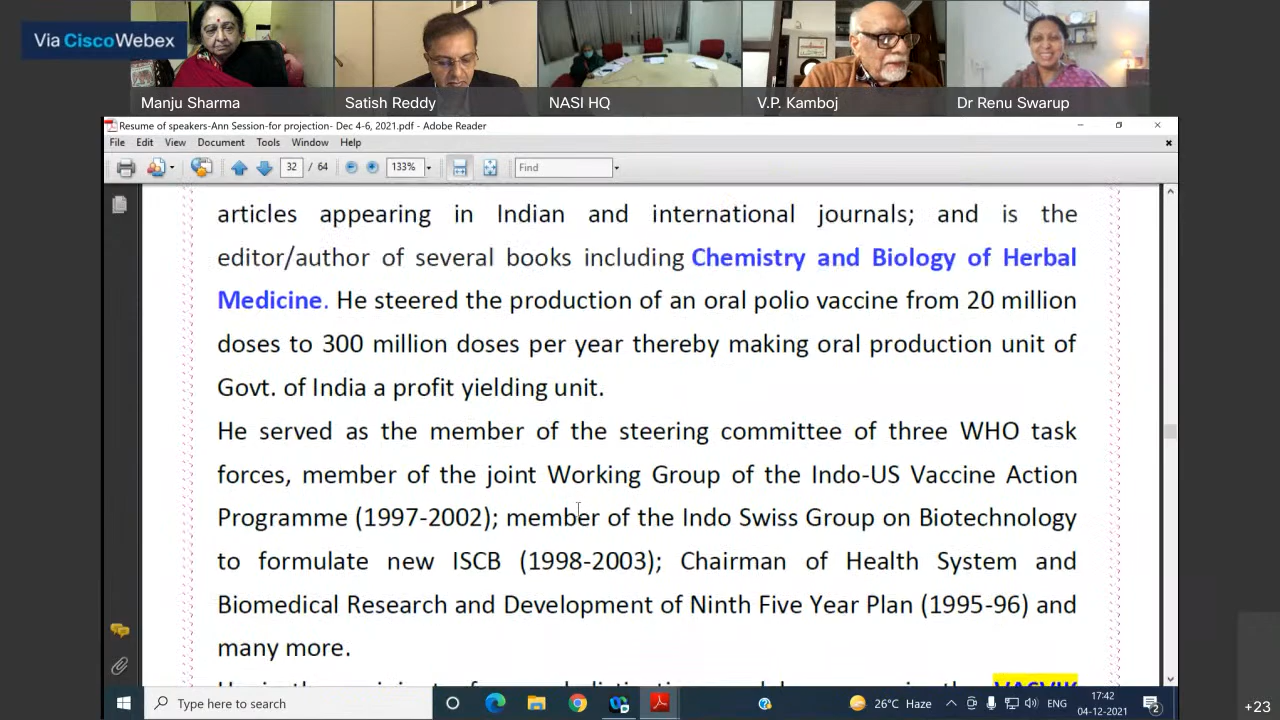 Via CiscoWebex
Manju Sharma
Satish Reddy
NASI HQ
V.P. Kamboj
Dr Renu Swarup
Resume of speakers-Ann Session-for projection- Dec 4-6, 2021.pdf - Adobe Reader
File Edit View Document Tools Window Help
32 / 64 133% Find
articles appearing in Indian and international journals; and is the
editor/author of several books including Chemistry and Biology of Herbal
Medicine. He steered the production of an oral polio vaccine from 20 million
doses to 300 million doses per year thereby making oral production unit of
Govt. of India a profit yielding unit.
He served as the member of the steering committee of three WHO task
forces, member of the joint Working Group of the Indo-US Vaccine Action
Programme (1997-2002); member of the Indo Swiss Group on Biotechnology
to formulate new ISCB (1998-2003); Chairman of Health System and
Biomedical Research and Development of Ninth Five Year Plan (1995-96) and
many more.
Type here to search
26°C Haze
ENG
17:42
04-12-2021
2
+23